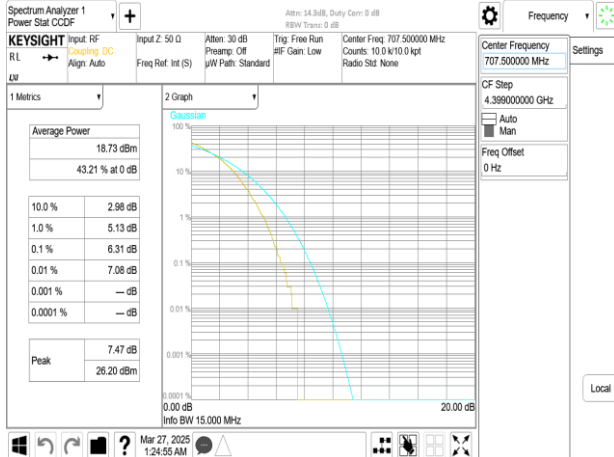 Spectrum Analyzer 1
Power Stat CCDF
Attn: 14.3dB, Duty Corr: 0 dB
RBW Trans: 0 dB
KEYSIGHT
RL
Input: RF
Coupling: DC
Align: Auto
Input Z: 50 Ω
Freq Ref: Int (S)
Atten: 30 dB
Preamp: Off
µW Path: Standard
Trig: Free Run
#IF Gain: Low
Center Freq: 707.500000 MHz
Counts: 10.0 k/10.0 kpt
Radio Std: None
1 Metrics
Average Power
18.73 dBm
43.21 % at 0 dB
10.0 % 2.98 dB
1.0 % 5.13 dB
0.1 % 6.31 dB
0.01 % 7.08 dB
0.001 % --- dB
0.0001 % --- dB
Peak
7.47 dB
26.20 dBm
2 Graph
Gaussian
100 %
10 %
1 %
0.1 %
0.01 %
0.001 %
0.0001 %
0.00 dB
20.00 dB
Info BW 15.000 MHz
Mar 27, 2025
1:24:55 AM
Frequency
Center Frequency
707.500000 MHz
CF Step
4.399000000 GHz
Auto
Man
Freq Offset
0 Hz
Settings
Local